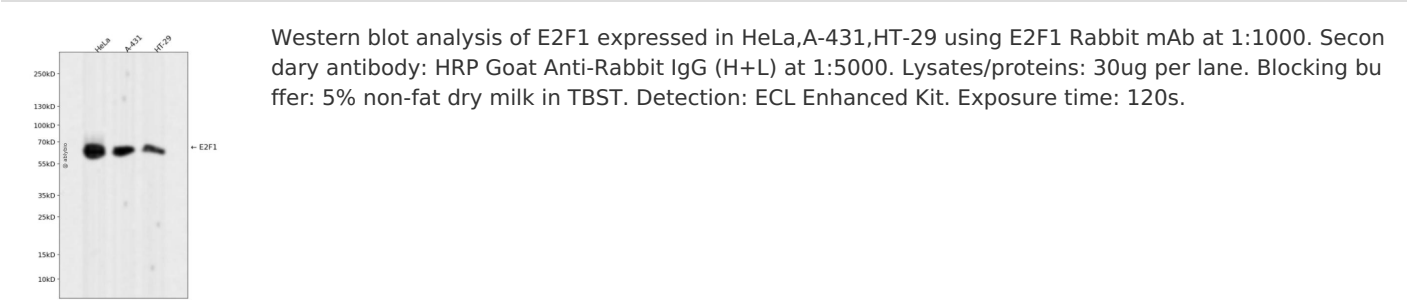 HeLa
A-431
HT-29
250kD
130kD
100kD
70kD
55kD
35kD
25kD
15kD
10kD
@ ablybio
← E2F1
Western blot analysis of E2F1 expressed in HeLa,A-431,HT-29 using E2F1 Rabbit mAb at 1:1000. Secon
dary antibody: HRP Goat Anti-Rabbit IgG (H+L) at 1:5000. Lysates/proteins: 30ug per lane. Blocking bu
ffer: 5% non-fat dry milk in TBST. Detection: ECL Enhanced Kit. Exposure time: 120s.